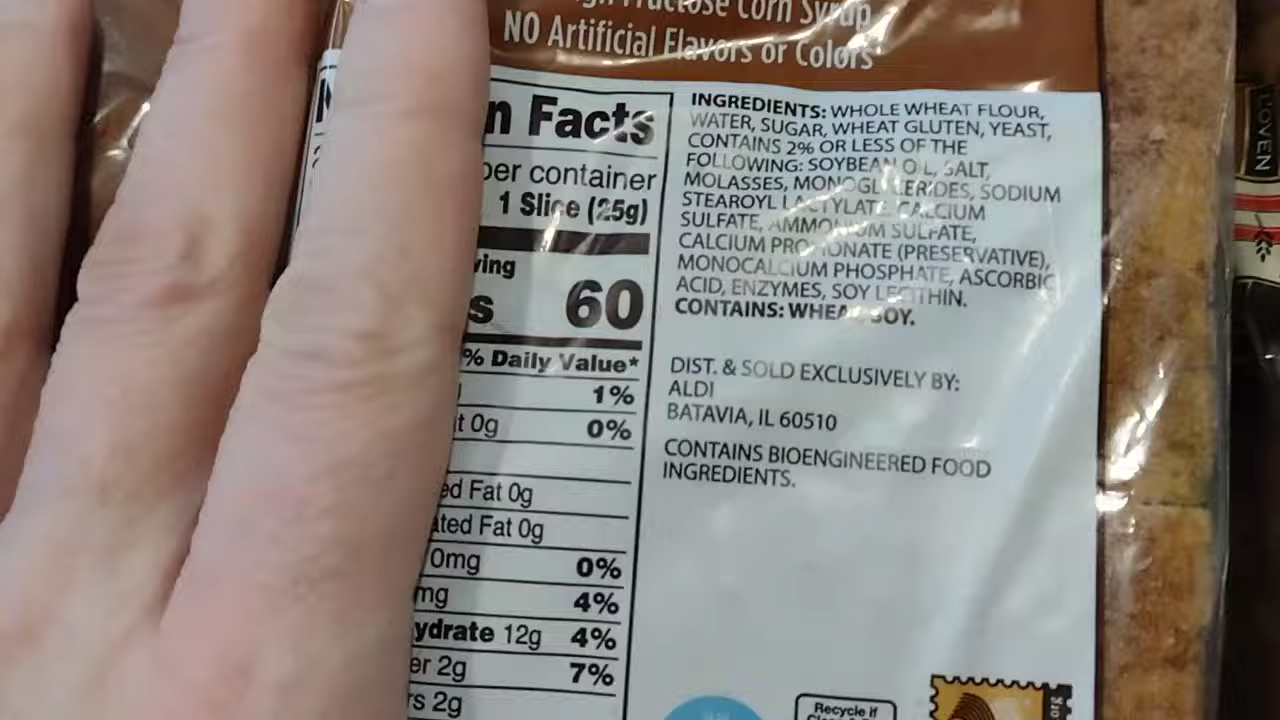 Fructose Corn Syrup
NO Artificial Flavors or Colors
n Facts
per container
1 Slice (25g)
ving
s 60
% Daily Value*
1%
t 0g 0%
ed Fat 0g
ated Fat 0g
0mg 0%
mg 4%
ydrate 12g 4%
er 2g 7%
rs 2g
INGREDIENTS: WHOLE WHEAT FLOUR,
WATER, SUGAR, WHEAT GLUTEN, YEAST,
CONTAINS 2% OR LESS OF THE
FOLLOWING: SOYBEAN OIL, SALT,
MOLASSES, MONOGLYCERIDES, SODIUM
STEAROYL LACTYLATE, CALCIUM
SULFATE, AMMONIUM SULFATE,
CALCIUM PROPIONATE (PRESERVATIVE),
MONOCALCIUM PHOSPHATE, ASCORBIC
ACID, ENZYMES, SOY LECITHIN.
CONTAINS: WHEAT, SOY.
DIST. & SOLD EXCLUSIVELY BY:
ALDI
BATAVIA, IL 60510
CONTAINS BIOENGINEERED FOOD
INGREDIENTS.
Recycle if
OVEN